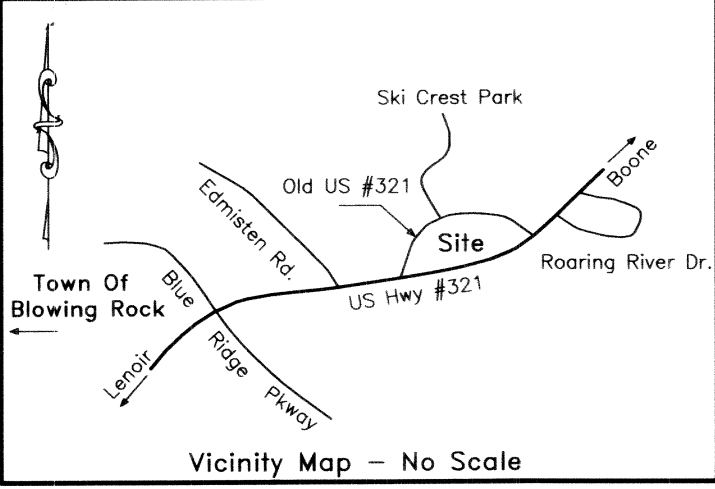 Ski Crest Park
Old US #321
Boone
Edmisten Rd.
Site
Roaring River Dr.
Town Of
Blowing Rock
Blue
Ridge
Pkway
US Hwy #321
Lenoir
Vicinity Map – No Scale